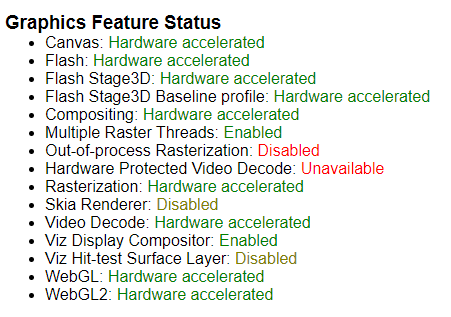 Graphics Feature Status
Canvas: Hardware accelerated
Flash: Hardware accelerated
Flash Stage3D: Hardware accelerated
Flash Stage3D Baseline profile: Hardware accelerated
Compositing: Hardware accelerated
Multiple Raster Threads: Enabled
Out-of-process Rasterization: Disabled
Hardware Protected Video Decode: Unavailable
Rasterization: Hardware accelerated
Skia Renderer: Disabled
Video Decode: Hardware accelerated
Viz Display Compositor: Enabled
Viz Hit-test Surface Layer: Disabled
WebGL: Hardware accelerated
WebGL2: Hardware accelerated